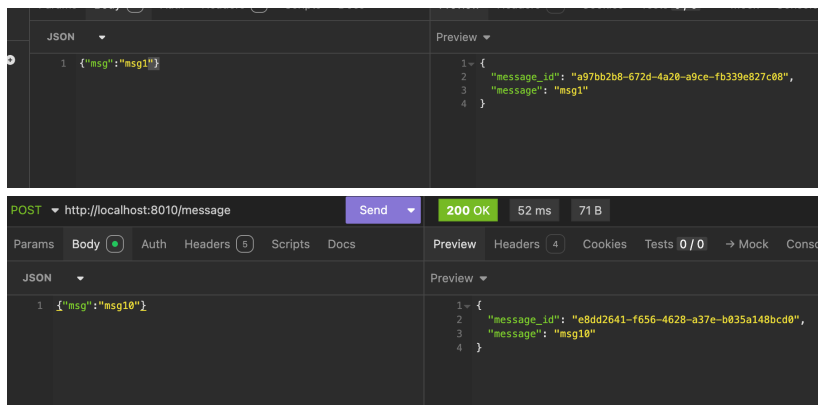 JSON
Preview
1 {"msg":"msg1"}
1 {
2 "message_id": "a97bb2b8-672d-4a20-a9ce-fb339e827c08",
3 "message": "msg1"
4 }
POST http://localhost:8010/message Send 200 OK 52 ms 71 B
Params Body Auth Headers 5 Scripts Docs
Preview Headers 4 Cookies Tests 0/0 → Mock Conso
JSON
Preview
1 {"msg":"msg10"}
1 {
2 "message_id": "e8dd2641-f656-4628-a37e-b035a148bcd0",
3 "message": "msg10"
4 }